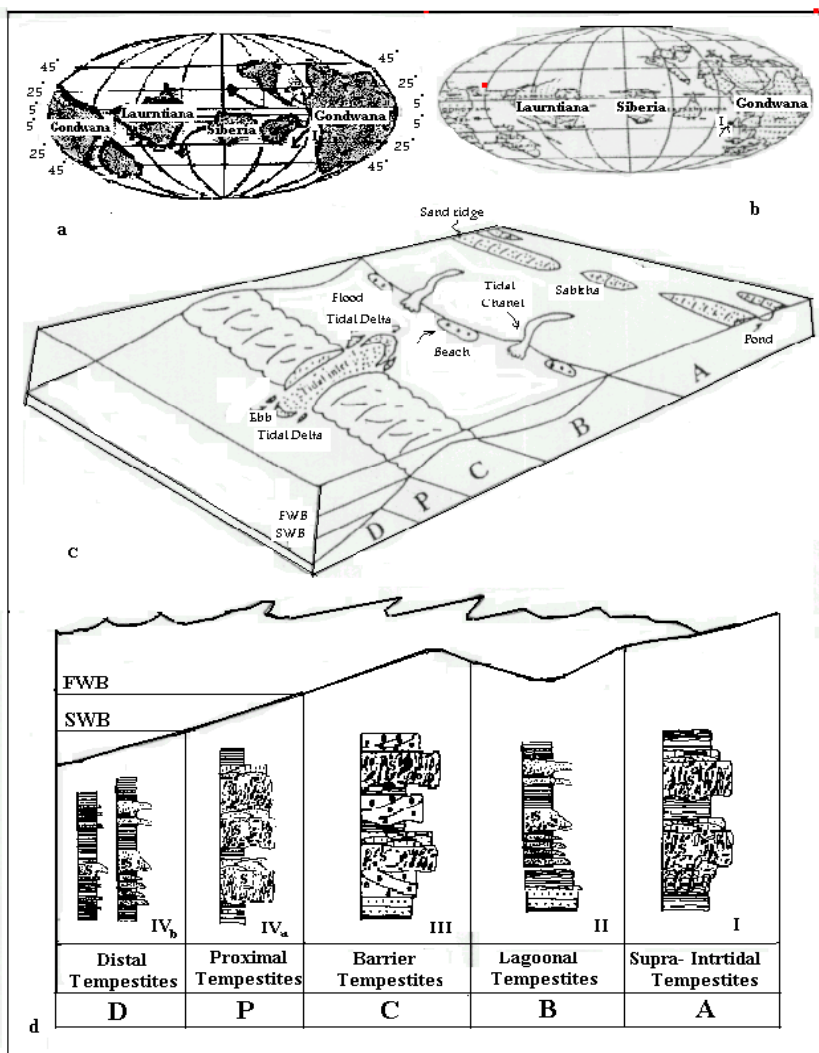 45°
25°
5°
5°
25°
45°
Gondwana
Laurntiana
Siberia
Gondwana
I
45°
25°
5°
5°
25°
45°
a
Laurntiana
Siberia
Gondwana
I
b
Sand ridge
Flood
Tidal Delta
Tidal
Chanel
Sabkha
Beach
Pond
Tidal inlet
Ebb
Tidal Delta
A
B
C
P
D
FWB
SWB
C
FWB
SWB
S
S
S
S
S
S
S
S
S
S
IVb
IVa
III
II
I
Distal
Tempestites
Proximal
Tempestites
Barrier
Tempestites
Lagoonal
Tempestites
Supra- Intrtidal
Tempestites
D
P
C
B
A
d